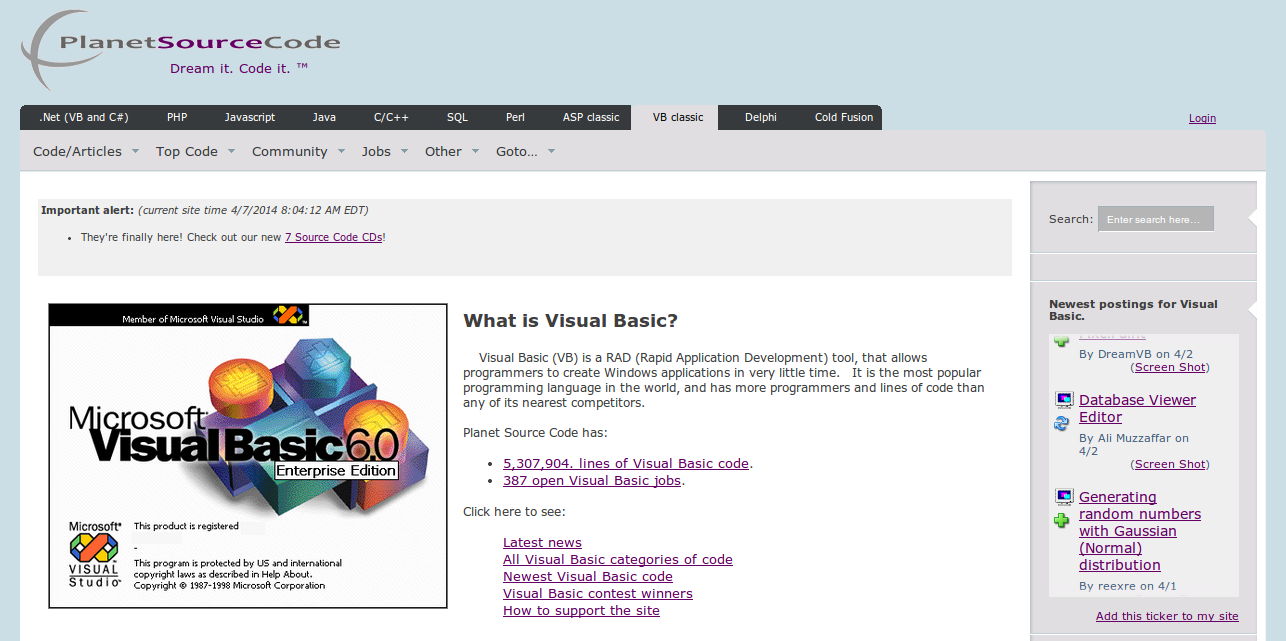 PlanetSourceCode
Dream it. Code it. ™
.Net (VB and C#) PHP Javascript Java C/C++ SQL Perl ASP classic VB classic Delphi Cold Fusion
Login
Code/Articles Top Code Community Jobs Other Goto...
Important alert: (current site time 4/7/2014 8:04:12 AM EDT)
• They're finally here! Check out our new 7 Source Code CDs!
Member of Microsoft Visual Studio
Microsoft®
Visual Basic 6.0
Enterprise Edition
Microsoft®
VISUAL
Studio™
This product is registered
-
This program is protected by US and international
copyright laws as described in Help About.
Copyright © 1987-1998 Microsoft Corporation
What is Visual Basic?
Visual Basic (VB) is a RAD (Rapid Application Development) tool, that allows
programmers to create Windows applications in very little time. It is the most popular
programming language in the world, and has more programmers and lines of code than
any of its nearest competitors.
Planet Source Code has:
• 5,307,904. lines of Visual Basic code.
• 387 open Visual Basic jobs.
Click here to see:
Latest news
All Visual Basic categories of code
Newest Visual Basic code
Visual Basic contest winners
How to support the site
Search: Enter search here...
Newest postings for Visual
Basic.
By DreamVB on 4/2
(Screen Shot)
Database Viewer
Editor
By Ali Muzzaffar on
4/2
(Screen Shot)
Generating
random numbers
with Gaussian
(Normal)
distribution
By reexre on 4/1
Add this ticker to my site